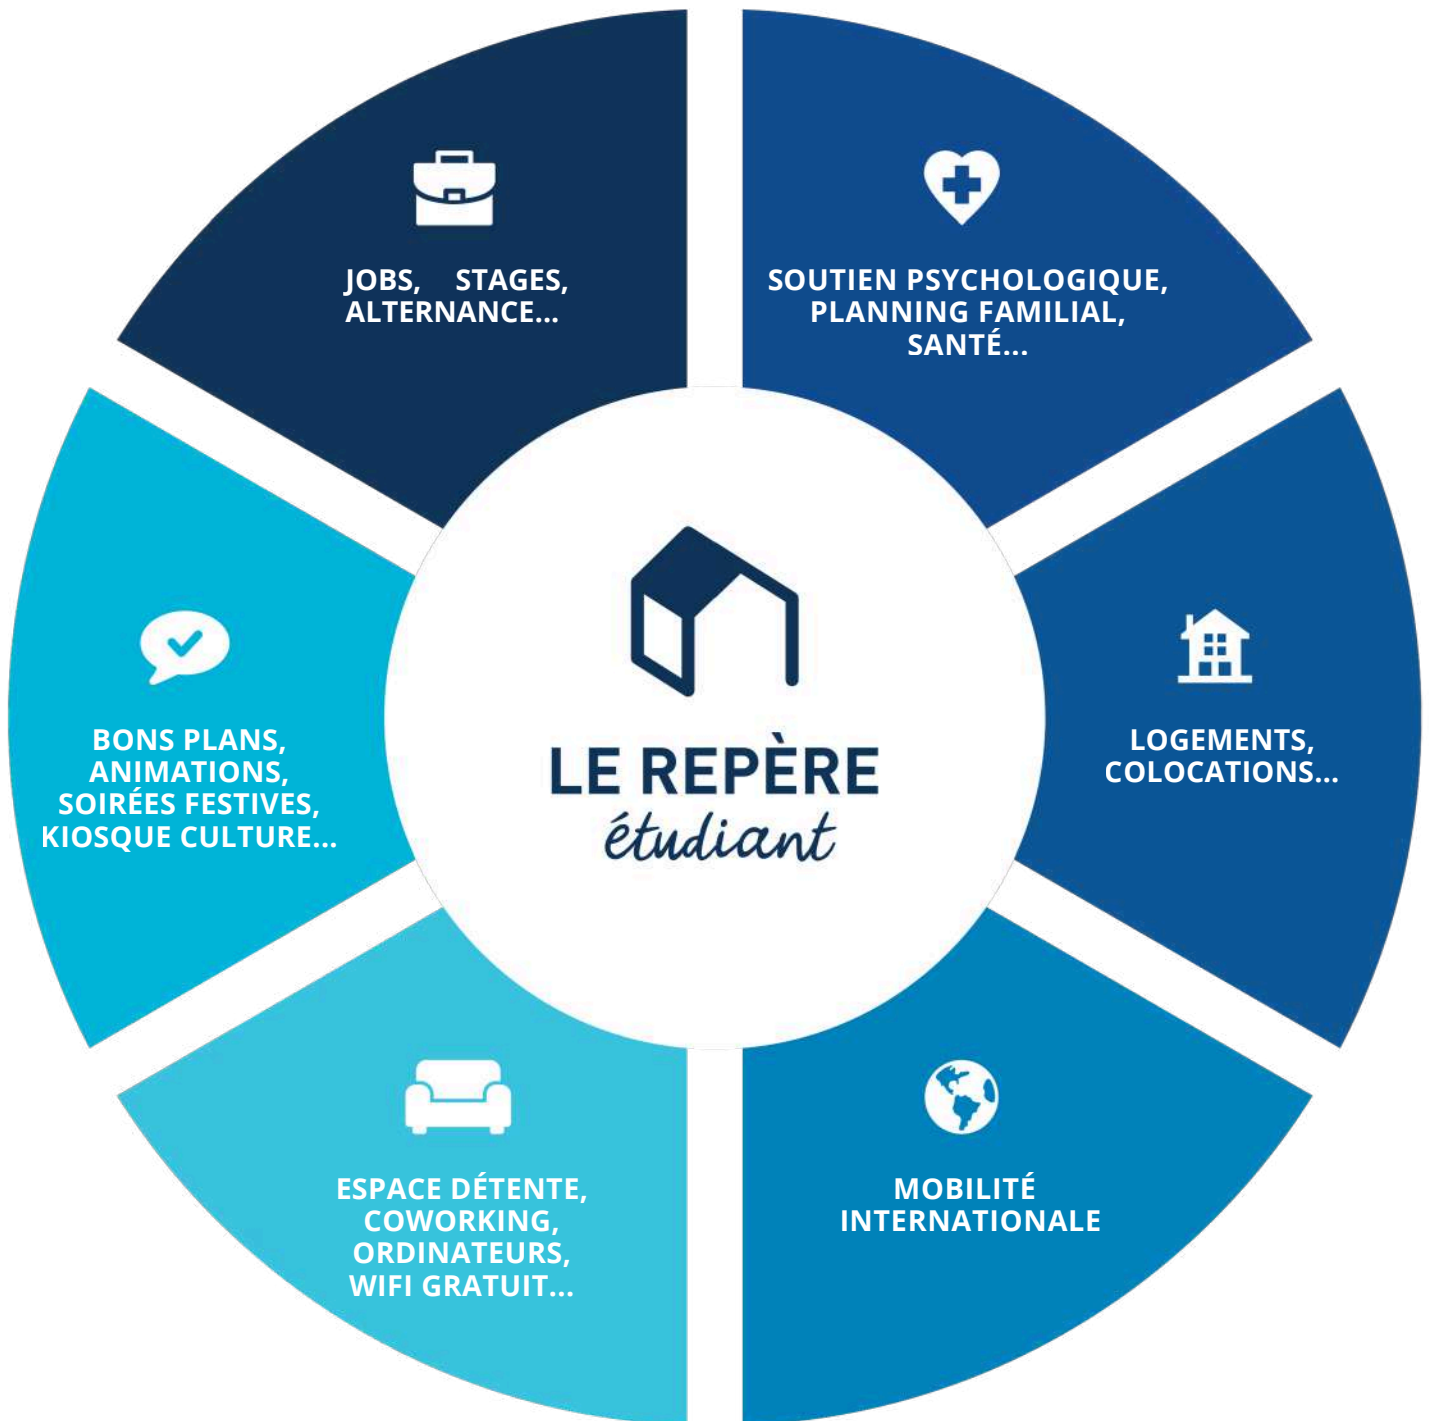 JOBS, STAGES,
ALTERNANCE...
SOUTIEN PSYCHOLOGIQUE,
PLANNING FAMILIAL,
SANTÉ...
BONS PLANS,
ANIMATIONS,
SOIRÉES FESTIVES,
KIOSQUE CULTURE...
LE REPÈRE
étudiant
LOGEMENTS,
COLOCATIONS...
ESPACE DÉTENTE,
COWORKING,
ORDINATEURS,
WIFI GRATUIT...
MOBILITÉ
INTERNATIONALE